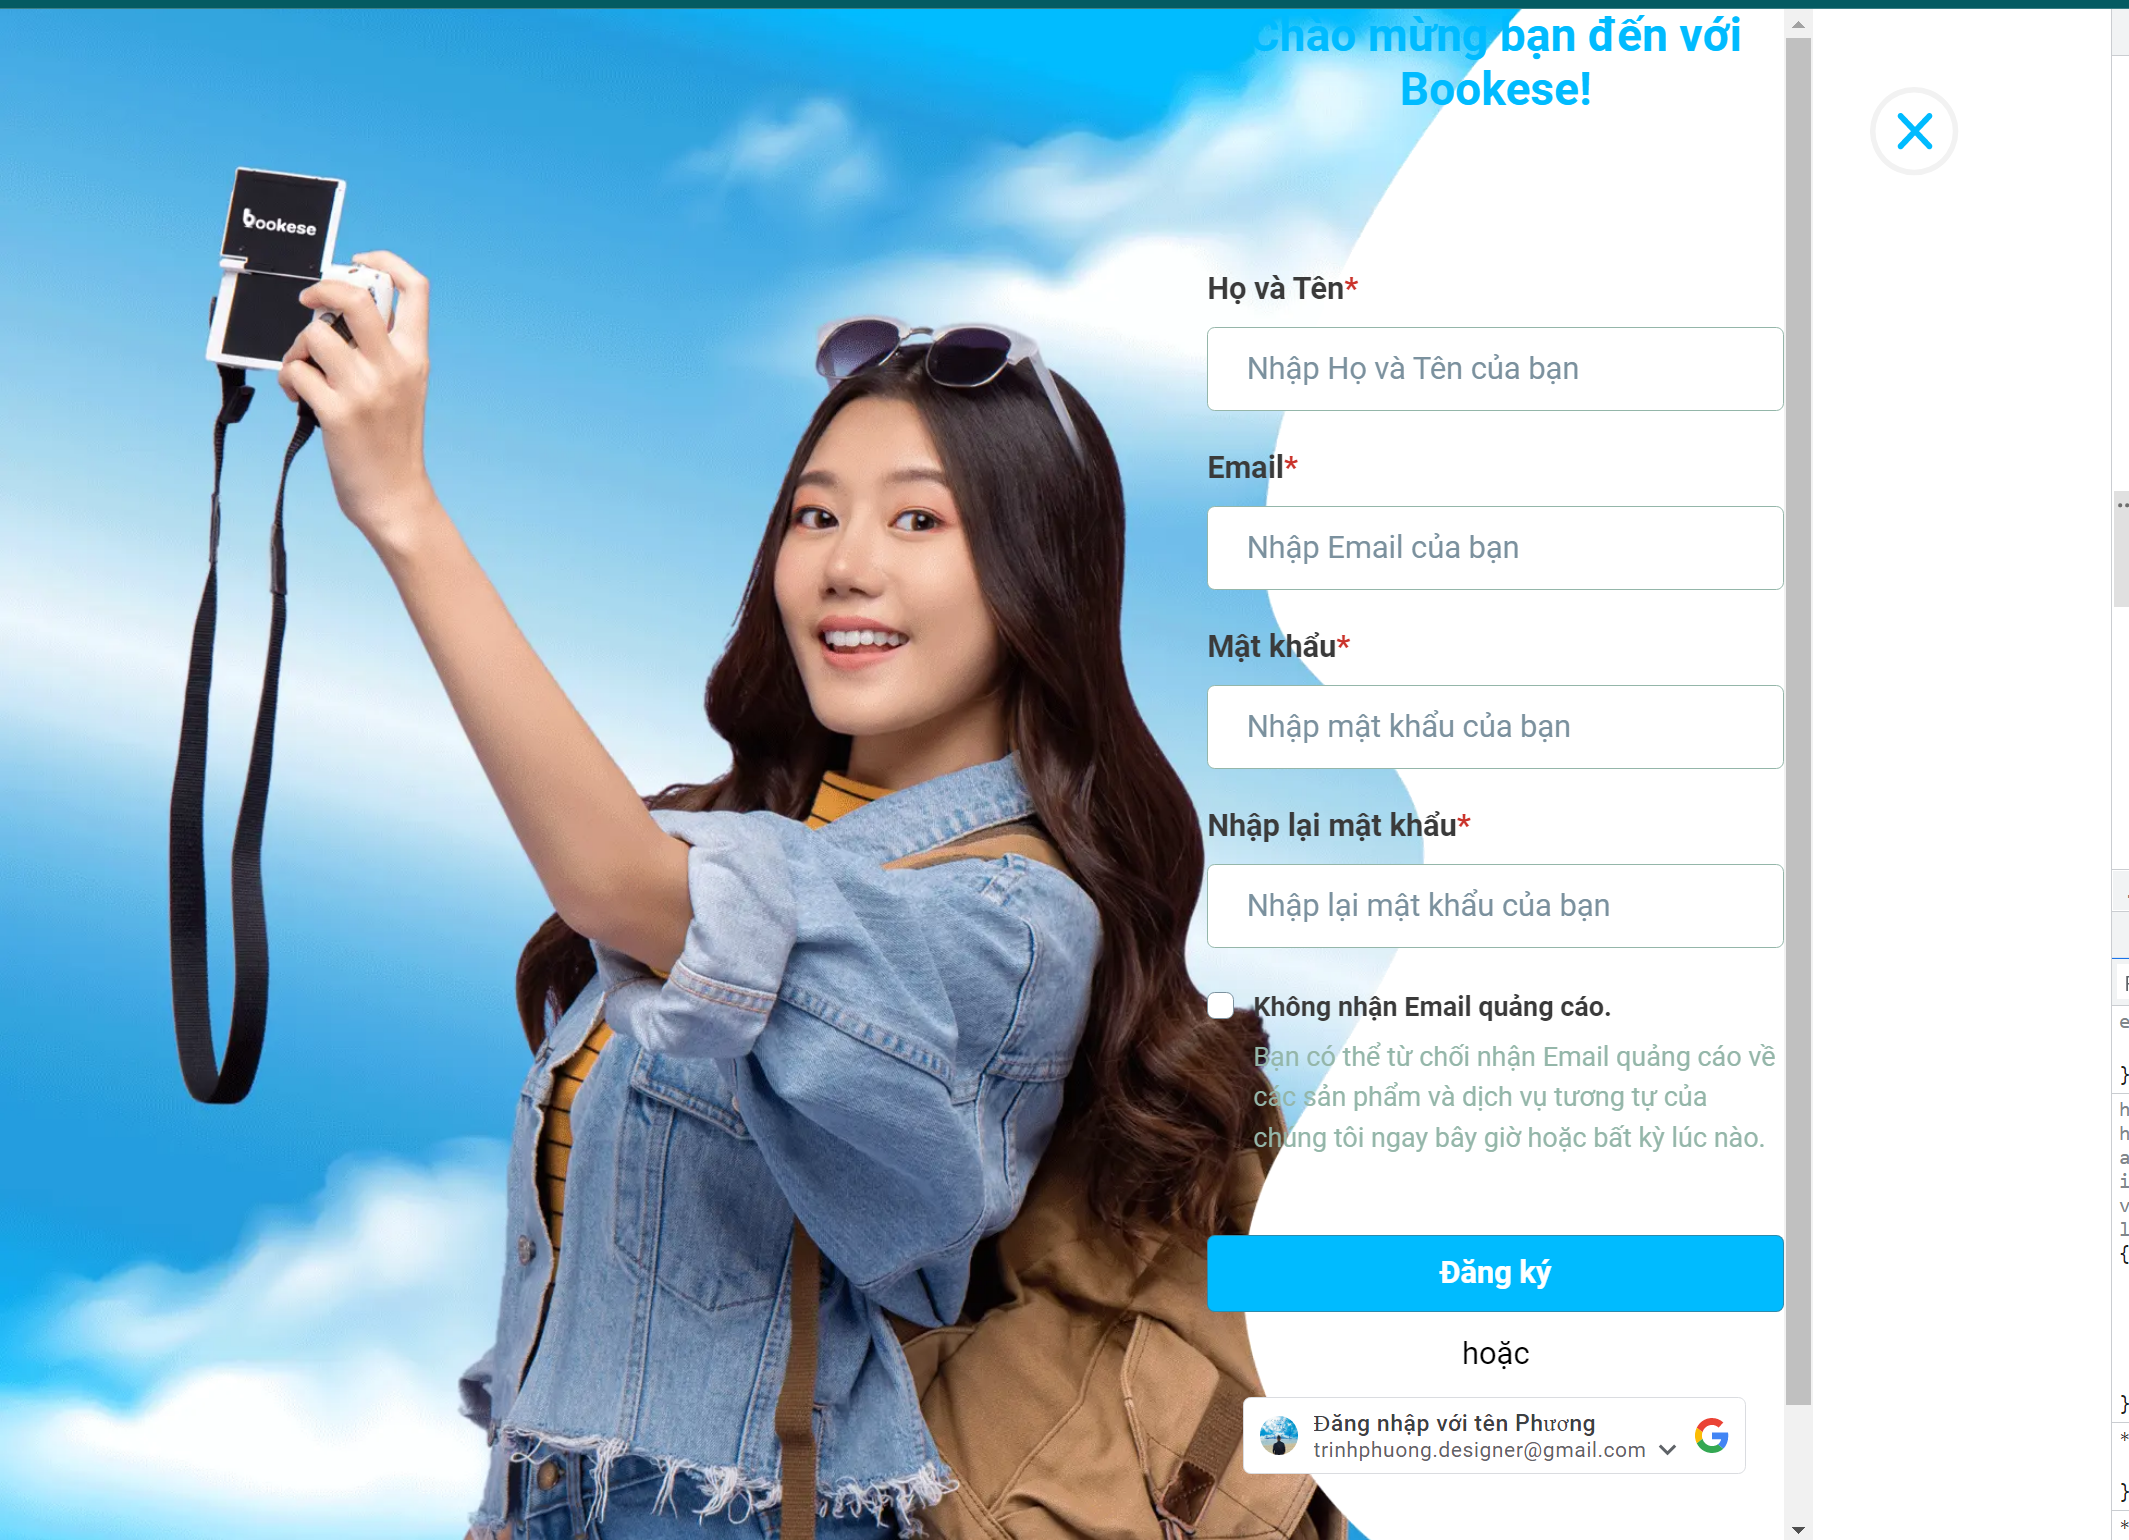 Chào mừng bạn đến với
Bookese!
bookese
Họ và Tên*
Nhập Họ và Tên của bạn
Email*
Nhập Email của bạn
Mật khẩu*
Nhập mật khẩu của bạn
Nhập lại mật khẩu*
Nhập lại mật khẩu của bạn
Không nhận Email quảng cáo.
Bạn có thể từ chối nhận Email quảng cáo về
các sản phẩm và dịch vụ tương tự của
chúng tôi ngay bây giờ hoặc bất kỳ lúc nào.
Đăng ký
hoặc
Đăng nhập với tên Phương
trinhphuong.designer@gmail.com